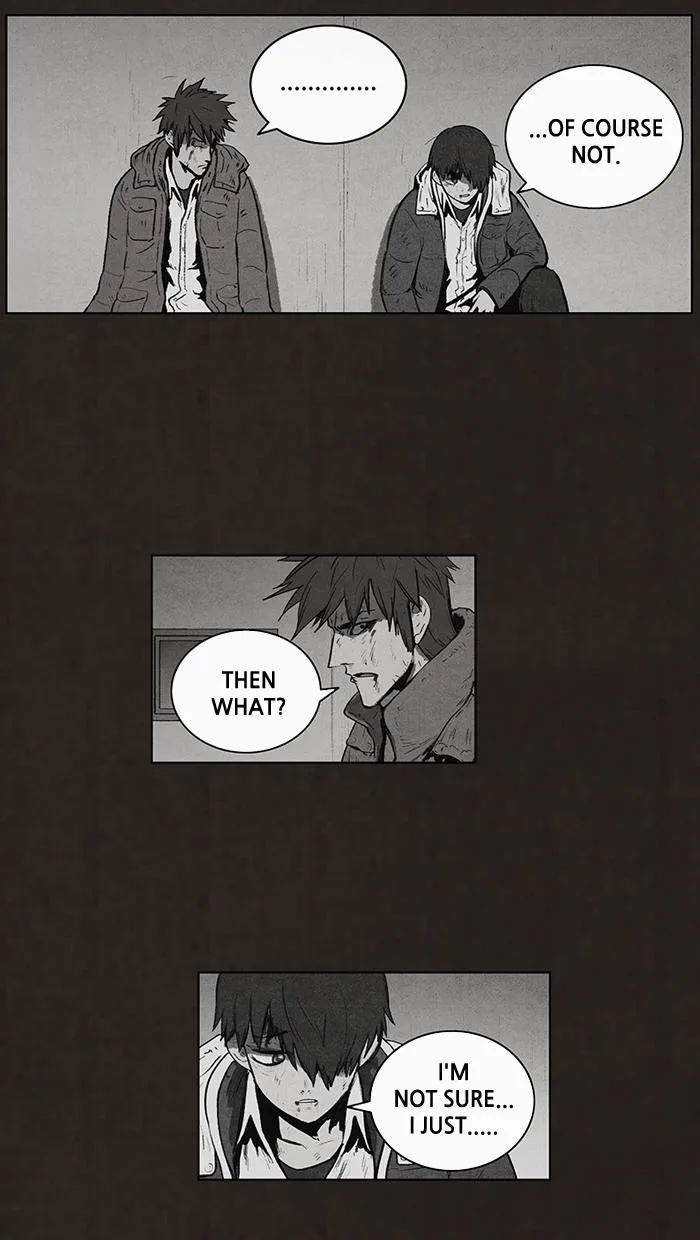 ...............
...OF COURSE
NOT.
THEN
WHAT?
I'M
NOT SURE...
I JUST.....